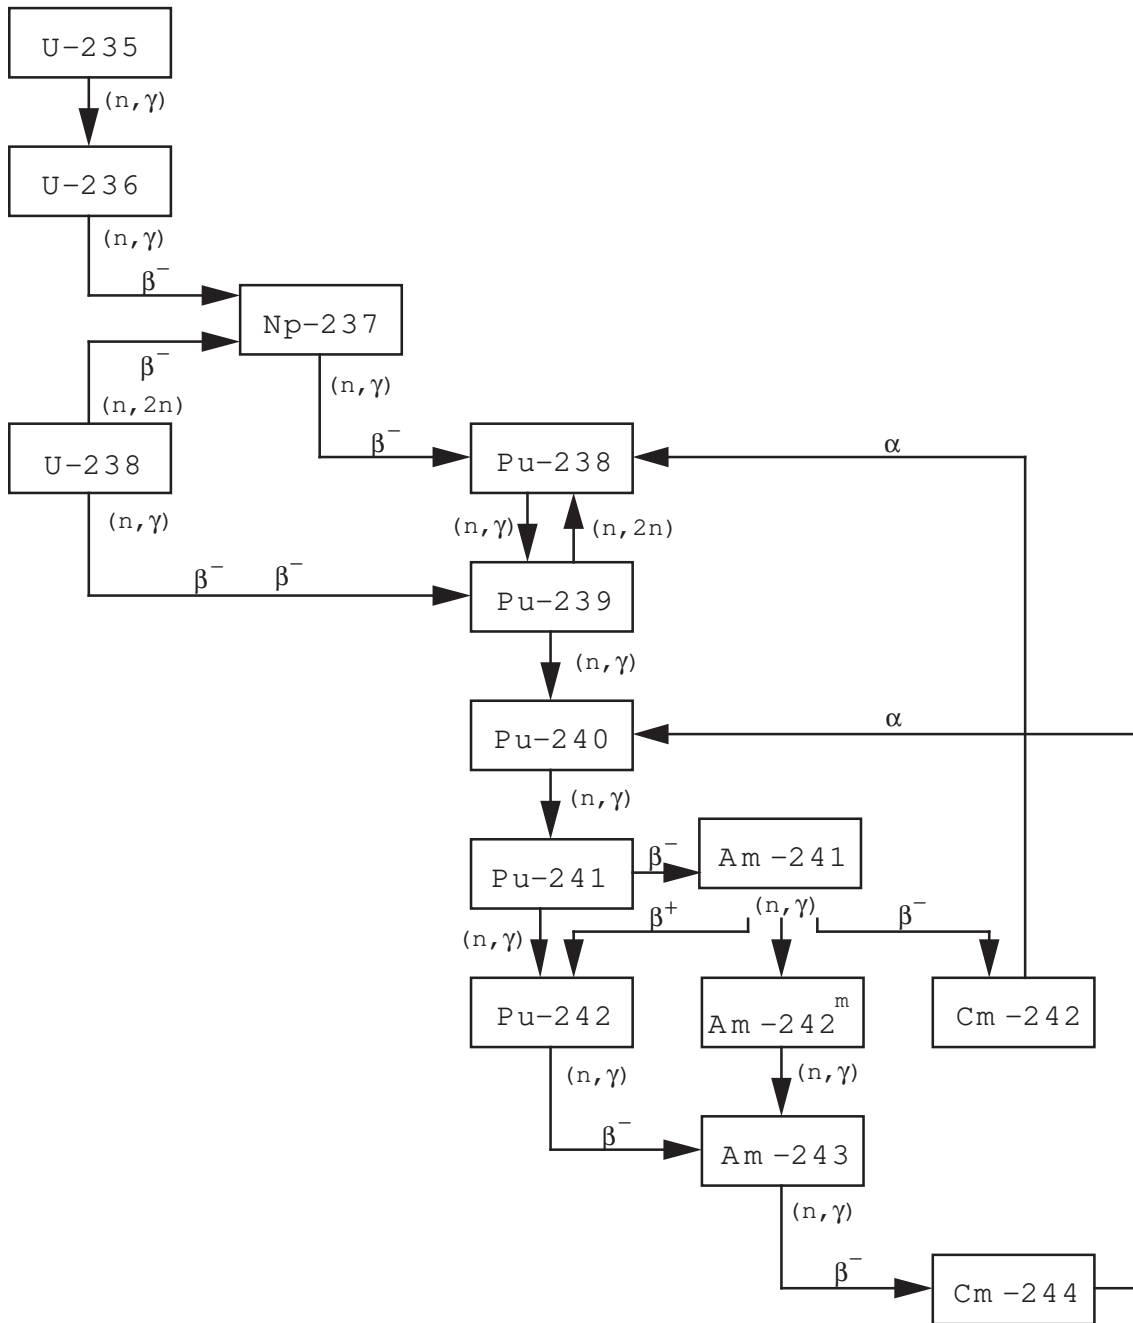 U-235
(n,γ)
U-236
(n,γ)
β⁻
Np-237
β⁻
(n,γ)
(n,2n)
U-238
β⁻
Pu-238
α
(n,γ)
(n,γ)
(n,2n)
β⁻ β⁻
Pu-239
(n,γ)
Pu-240
α
(n,γ)
Pu-241
β⁻
Am-241
(n,γ)
β⁺
(n,γ)
β⁻
Pu-242
Am-242ᵐ
Cm-242
(n,γ)
(n,γ)
β⁻
Am-243
(n,γ)
β⁻
Cm-244